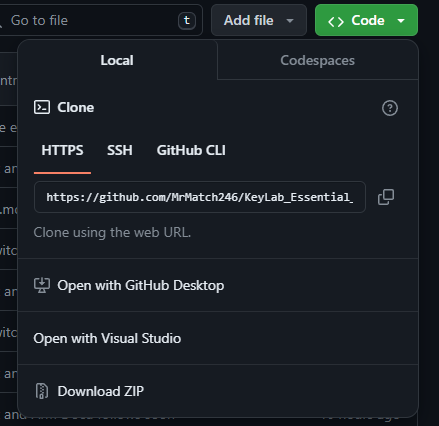 Go to file
t
Add file
Code
Local
Codespaces
Clone
HTTPS
SSH
GitHub CLI
https://github.com/MrMatch246/KeyLab_Essential_
Clone using the web URL.
Open with GitHub Desktop
Open with Visual Studio
Download ZIP